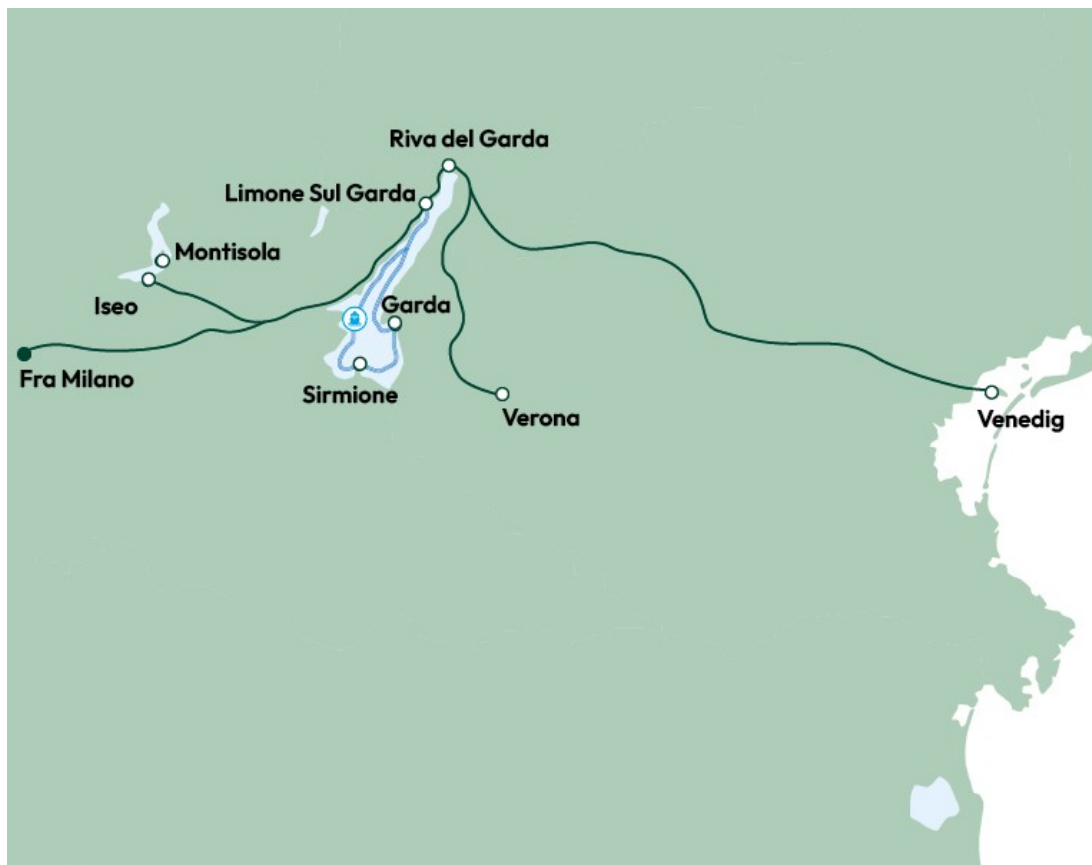 Riva del Garda
Limone Sul Garda
Montisola
Iseo
Garda
Fra Milano
Sirmione
Verona
Venedig